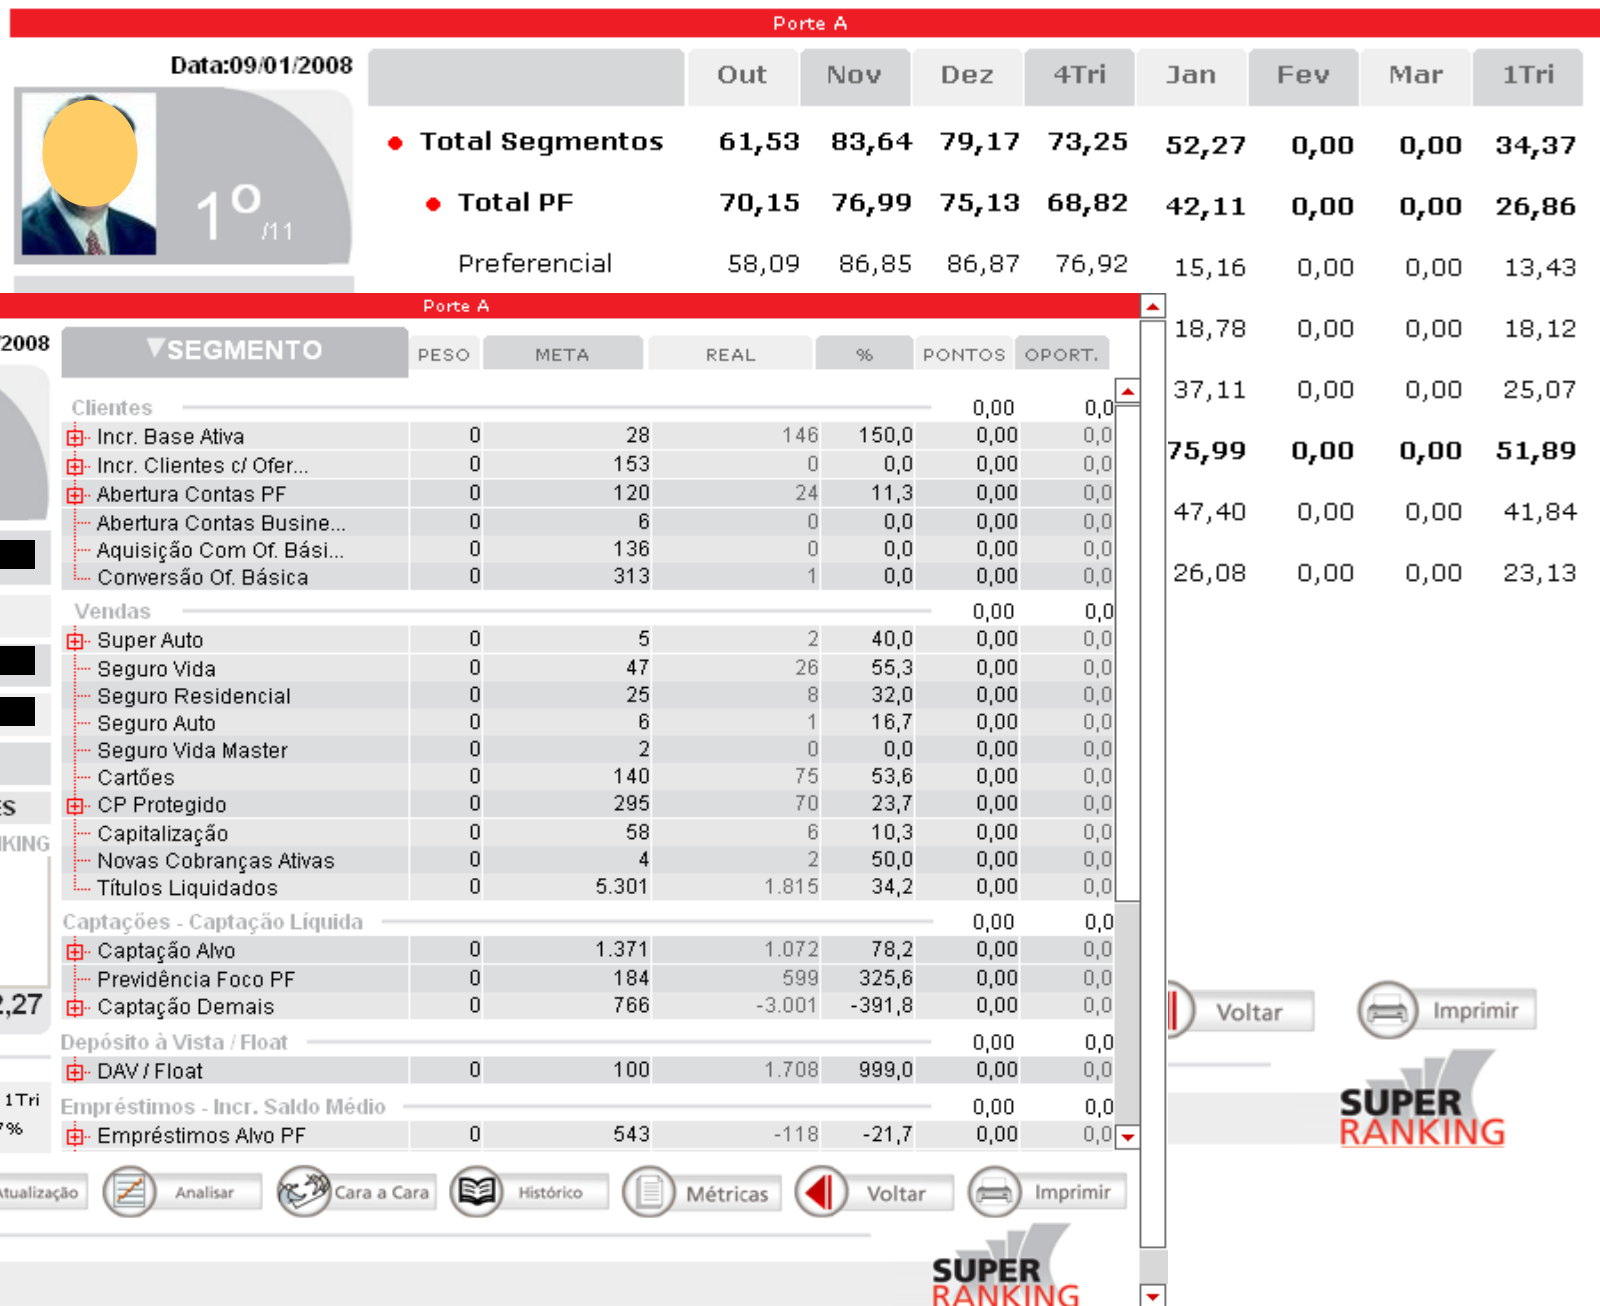 Porte A
Data:09/01/2008
Out Nov Dez 4Tri Jan Fev Mar 1Tri
1º /11
Total Segmentos 61,53 83,64 79,17 73,25 52,27 0,00 0,00 34,37
Total PF 70,15 76,99 75,13 68,82 42,11 0,00 0,00 26,86
Preferencial 58,09 86,85 86,87 76,92 15,16 0,00 0,00 13,43
18,78 0,00 0,00 18,12
37,11 0,00 0,00 25,07
75,99 0,00 0,00 51,89
47,40 0,00 0,00 41,84
26,08 0,00 0,00 23,13
Voltar Imprimir
SUPER
RANKING
Porte A
/2008
SEGMENTO PESO META REAL % PONTOS OPORT.
Clientes 0,00 0,0
Incr. Base Ativa 0 28 146 150,0 0,00 0,0
Incr. Clientes c/ Ofer... 0 153 0 0,0 0,00 0,0
Abertura Contas PF 0 120 24 11,3 0,00 0,0
Abertura Contas Busine... 0 6 0 0,0 0,00 0,0
Aquisição Com Of. Bási... 0 136 0 0,0 0,00 0,0
Conversão Of. Básica 0 313 1 0,0 0,00 0,0
Vendas 0,00 0,0
Super Auto 0 5 2 40,0 0,00 0,0
Seguro Vida 0 47 26 55,3 0,00 0,0
Seguro Residencial 0 25 8 32,0 0,00 0,0
Seguro Auto 0 6 1 16,7 0,00 0,0
Seguro Vida Master 0 2 0 0,0 0,00 0,0
Cartões 0 140 75 53,6 0,00 0,0
ES
CP Protegido 0 295 70 23,7 0,00 0,0
NKING
Capitalização 0 58 6 10,3 0,00 0,0
Novas Cobranças Ativas 0 4 2 50,0 0,00 0,0
Títulos Liquidados 0 5.301 1.815 34,2 0,00 0,0
Captações - Captação Líquida 0,00 0,0
Captação Alvo 0 1.371 1.072 78,2 0,00 0,0
Previdência Foco PF 0 184 599 325,6 0,00 0,0
2,27
Captação Demais 0 766 -3.001 -391,8 0,00 0,0
Depósito à Vista / Float 0,00 0,0
DAV / Float 0 100 1.708 999,0 0,00 0,0
1Tri
Empréstimos - Incr. Saldo Médio 0,00 0,0
7%
Empréstimos Alvo PF 0 543 -118 -21,7 0,00 0,0
Atualização Analisar Cara a Cara Histórico Métricas Voltar Imprimir
SUPER
RANKING